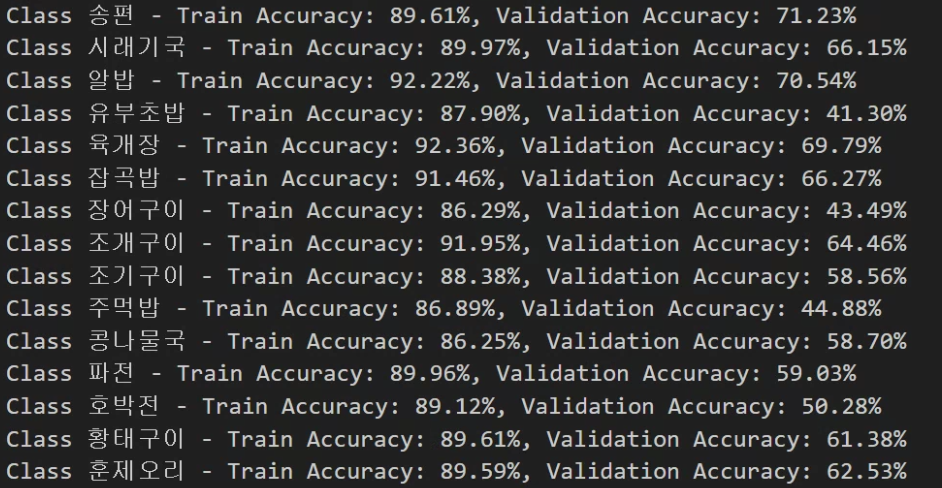 Class 송편 - Train Accuracy: 89.61%, Validation Accuracy: 71.23%
Class 시래기국 - Train Accuracy: 89.97%, Validation Accuracy: 66.15%
Class 알밥 - Train Accuracy: 92.22%, Validation Accuracy: 70.54%
Class 유부초밥 - Train Accuracy: 87.90%, Validation Accuracy: 41.30%
Class 육개장 - Train Accuracy: 92.36%, Validation Accuracy: 69.79%
Class 잡곡밥 - Train Accuracy: 91.46%, Validation Accuracy: 66.27%
Class 장어구이 - Train Accuracy: 86.29%, Validation Accuracy: 43.49%
Class 조개구이 - Train Accuracy: 91.95%, Validation Accuracy: 64.46%
Class 조기구이 - Train Accuracy: 88.38%, Validation Accuracy: 58.56%
Class 주먹밥 - Train Accuracy: 86.89%, Validation Accuracy: 44.88%
Class 콩나물국 - Train Accuracy: 86.25%, Validation Accuracy: 58.70%
Class 파전 - Train Accuracy: 89.96%, Validation Accuracy: 59.03%
Class 호박전 - Train Accuracy: 89.12%, Validation Accuracy: 50.28%
Class 황태구이 - Train Accuracy: 89.61%, Validation Accuracy: 61.38%
Class 훈제오리 - Train Accuracy: 89.59%, Validation Accuracy: 62.53%